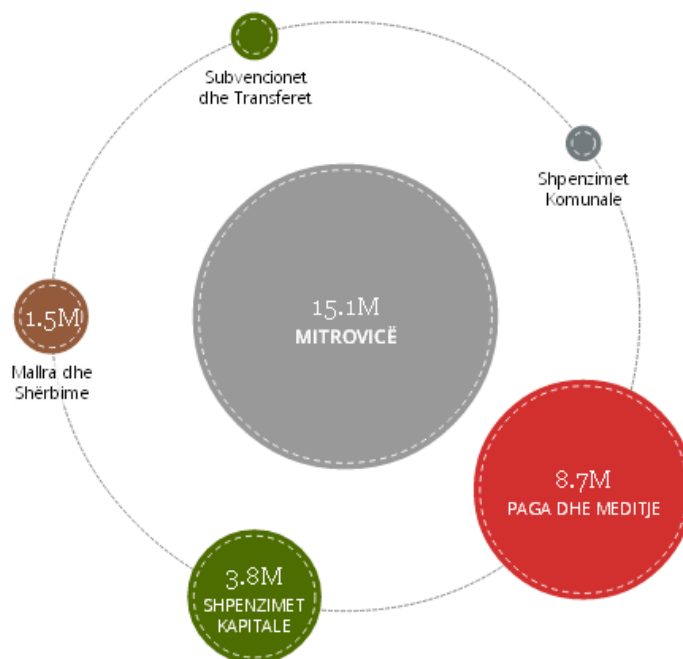 Subvencionet
dhe Transferet
Shpenzimet
Komunale
15.1M
MITROVICË
1.5M
Mallra dhe
Shërbime
8.7M
PAGA DHE MEDITJE
3.8M
SHPENZIMET
KAPITALE